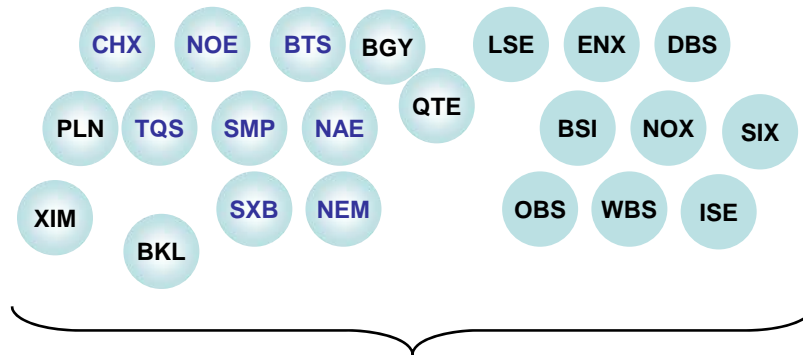 CHX NOE BTS BGY LSE ENX DBS
QTE
PLN TQS SMP NAE BSI NOX SIX
XIM SXB NEM OBS WBS ISE
BKL